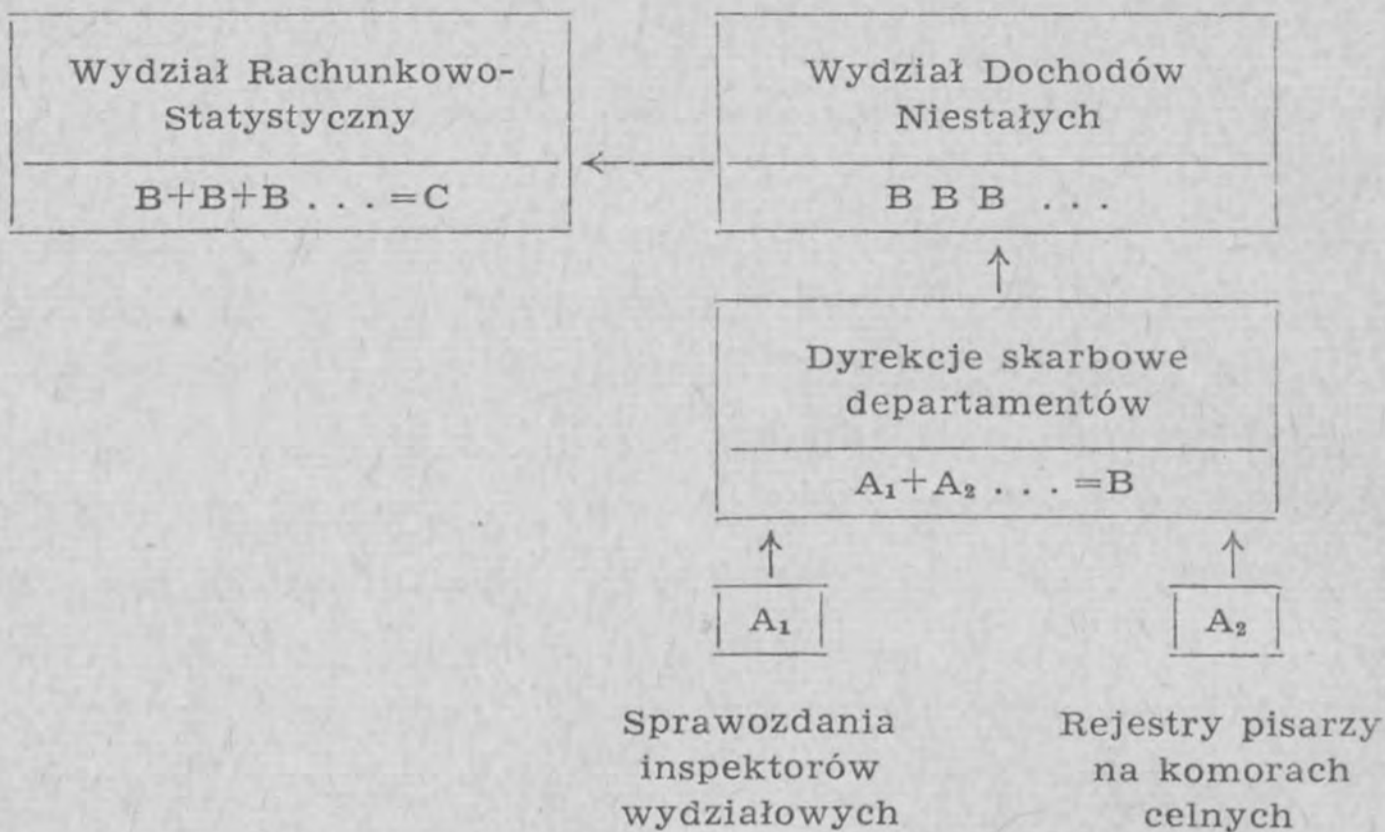 Wydział Rachunkowo-
Statystyczny
B+B+B . . . =C
Wydział Dochodów
Niestałych
B B B . . .
Dyrekcje skarbowe
departamentów
A₁+A₂ . . . =B
A₁
A₂
Sprawozdania
inspektorów
wydziałowych
Rejestry pisarzy
na komorach
celnych